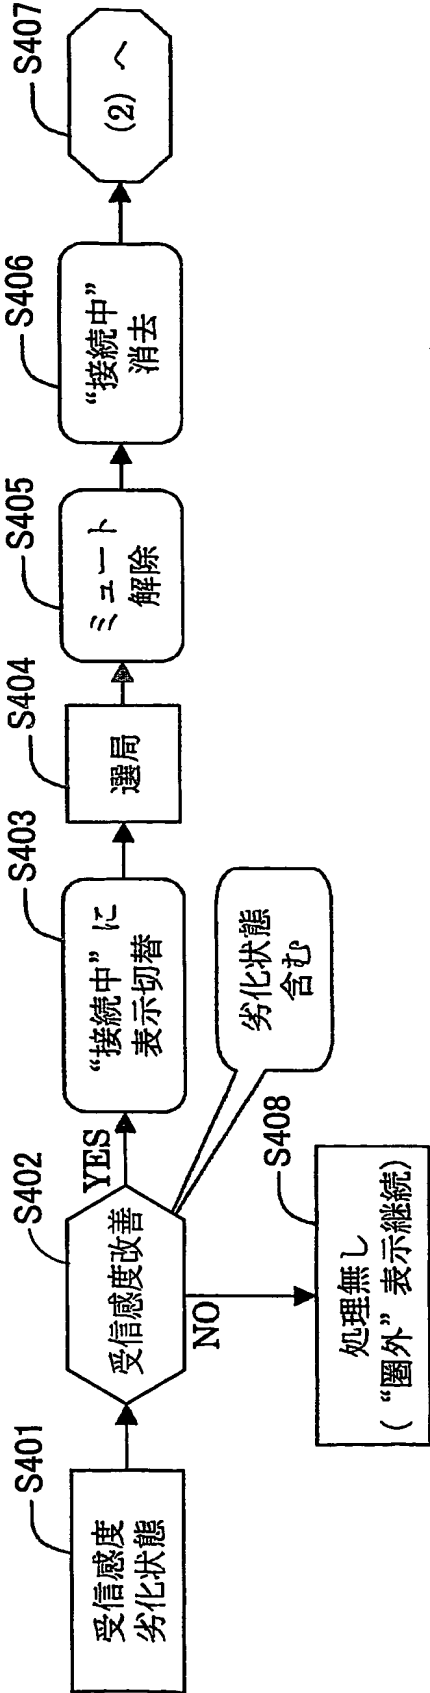 S401
受信感度
劣化状態
S402
受信感度改善
YES
NO
劣化状態
含む
S403
“接続中” に
表示切替
S404
選局
S405
ミュート
解除
S406
“接続中”
消去
S407
(2) へ
S408
処理無し
( “圏外” 表示継続)